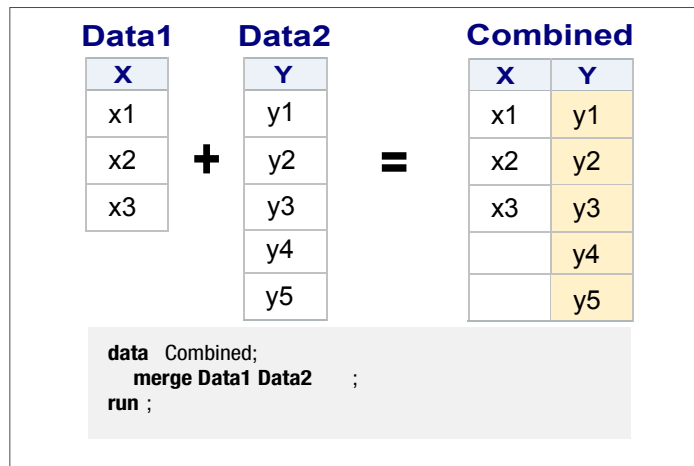 Data1 Data2 Combined
X Y X Y
x1 y1 x1 y1
x2 + y2 = x2 y2
x3 y3 x3 y3
y4 y4
y5 y5
data Combined;
merge Data1 Data2 ;
run ;